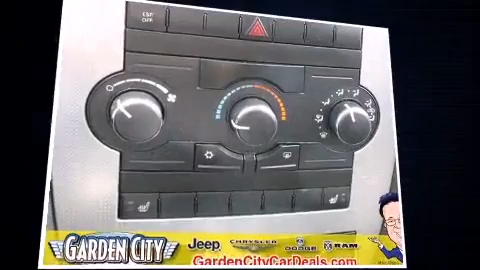 ESP
OFF
GARDEN CITY
Jeep CHRYSLER DODGE RAM
GardenCityCarDeals.com